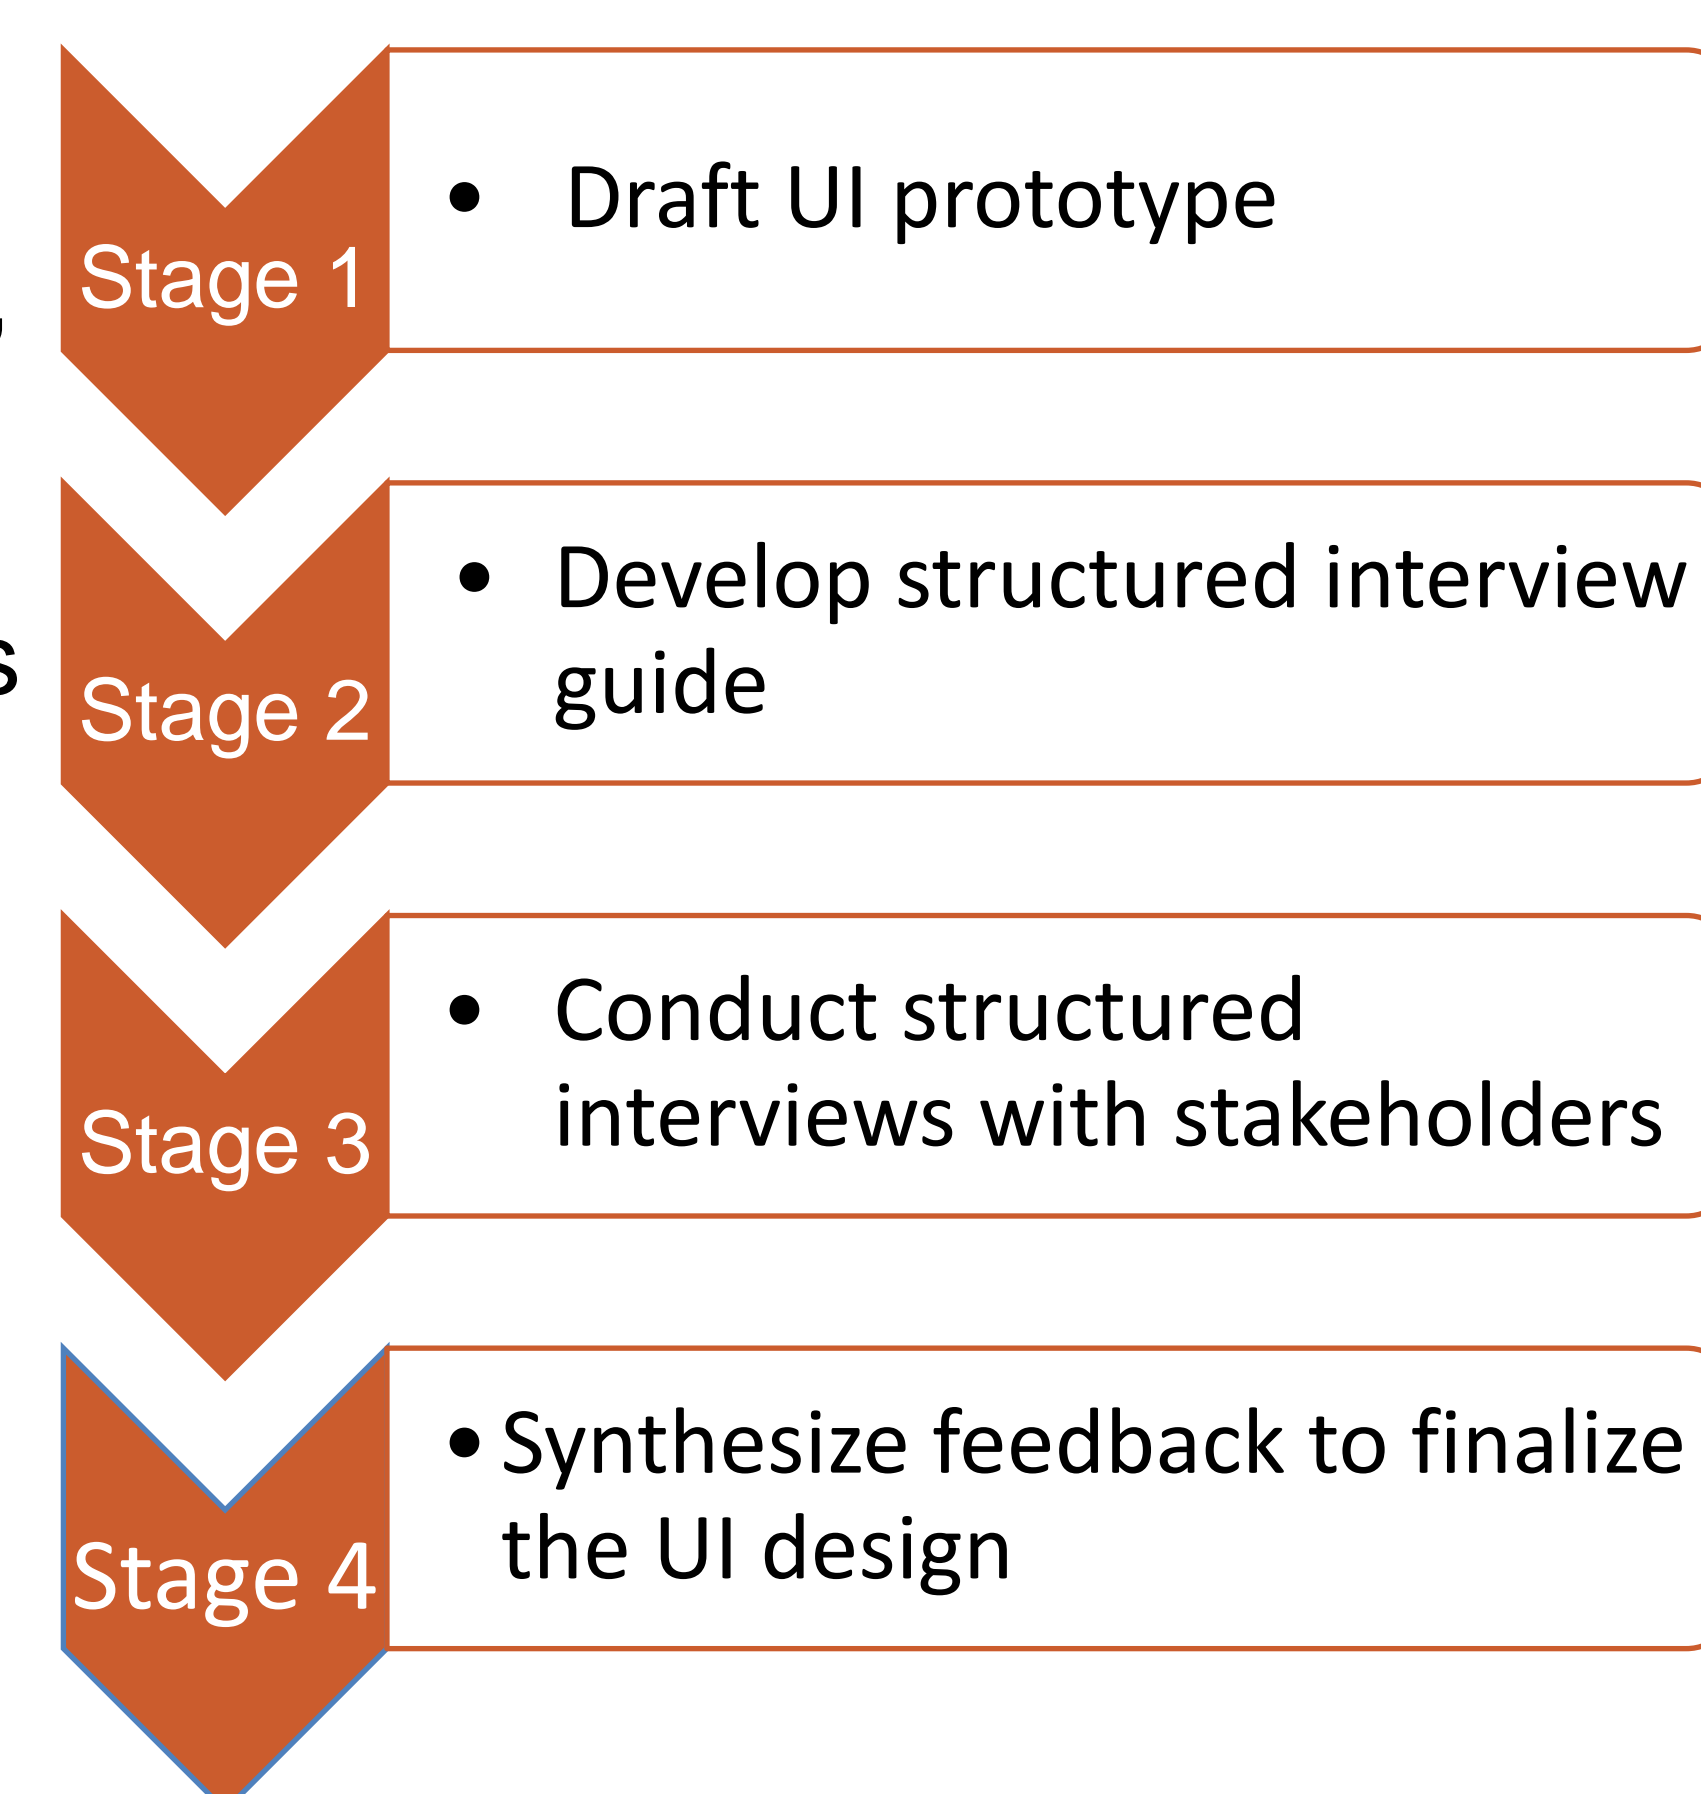 Stage 1
• Draft UI prototype
Stage 2
• Develop structured interview
guide
Stage 3
• Conduct structured
interviews with stakeholders
Stage 4
• Synthesize feedback to finalize
the UI design